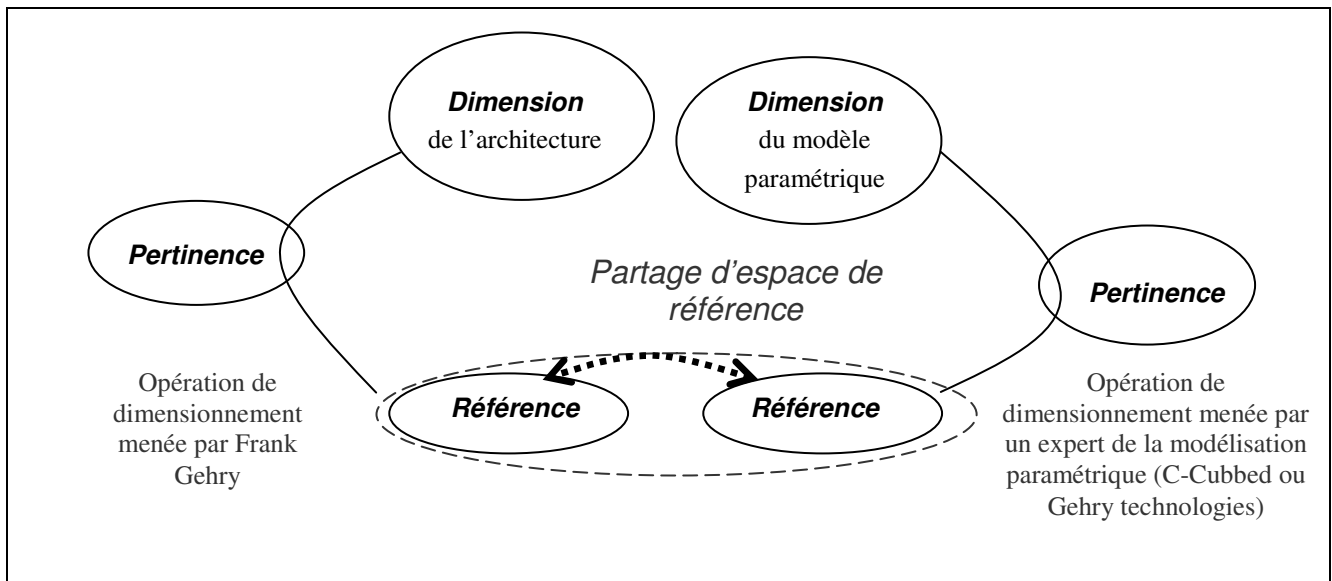 Dimension
de l'architecture
Dimension
du modèle
paramétrique
Pertinence
Partage d'espace de
référence
Pertinence
Opération de
dimensionnement
menée par Frank
Gehry
Référence
Référence
Opération de
dimensionnement menée par
un expert de la modélisation
paramétrique (C-Cubbed ou
Gehry technologies)